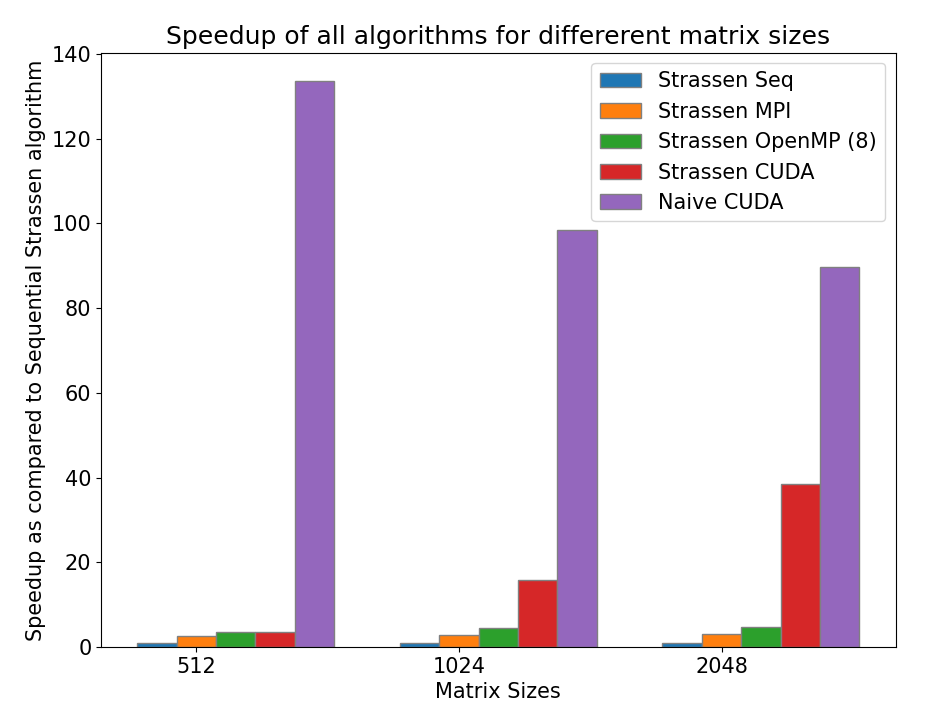 Speedup of all algorithms for differerent matrix sizes
Speedup as compared to Sequential Strassen algorithm
140
120
100
80
60
40
20
0
Strassen Seq
Strassen MPI
Strassen OpenMP (8)
Strassen CUDA
Naive CUDA
512
1024
2048
Matrix Sizes